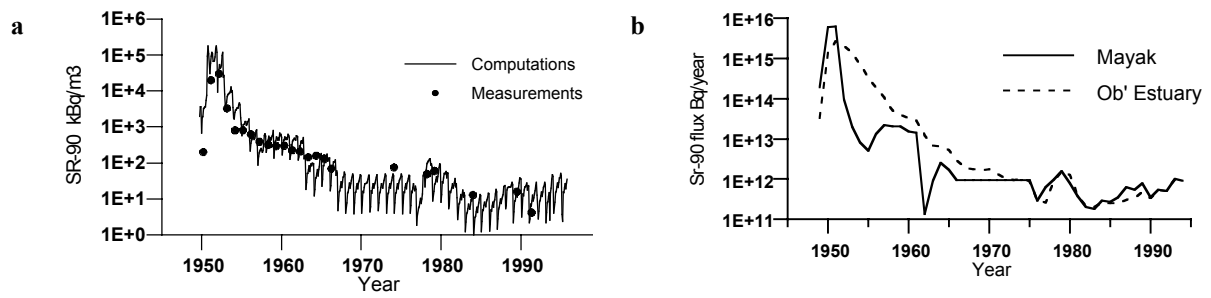 a
SR-90 kBq/m3
1E+6
1E+5
1E+4
1E+3
1E+2
1E+1
1E+0
Computations
Measurements
1950 1960 1970 1980 1990
Year
b
Sr-90 flux Bq/year
1E+16
1E+15
1E+14
1E+13
1E+12
1E+11
Mayak
Ob' Estuary
1950 1960 1970 1980 1990
Year